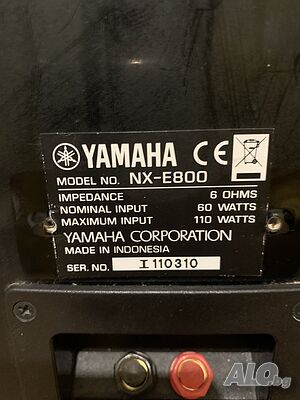 YAMAHA CE
MODEL NO. NX-E800
IMPEDANCE 6 OHMS
NOMINAL INPUT 60 WATTS
MAXIMUM INPUT 110 WATTS
YAMAHA CORPORATION
MADE IN INDONESIA
SER. NO. I 110310
ALO.bg